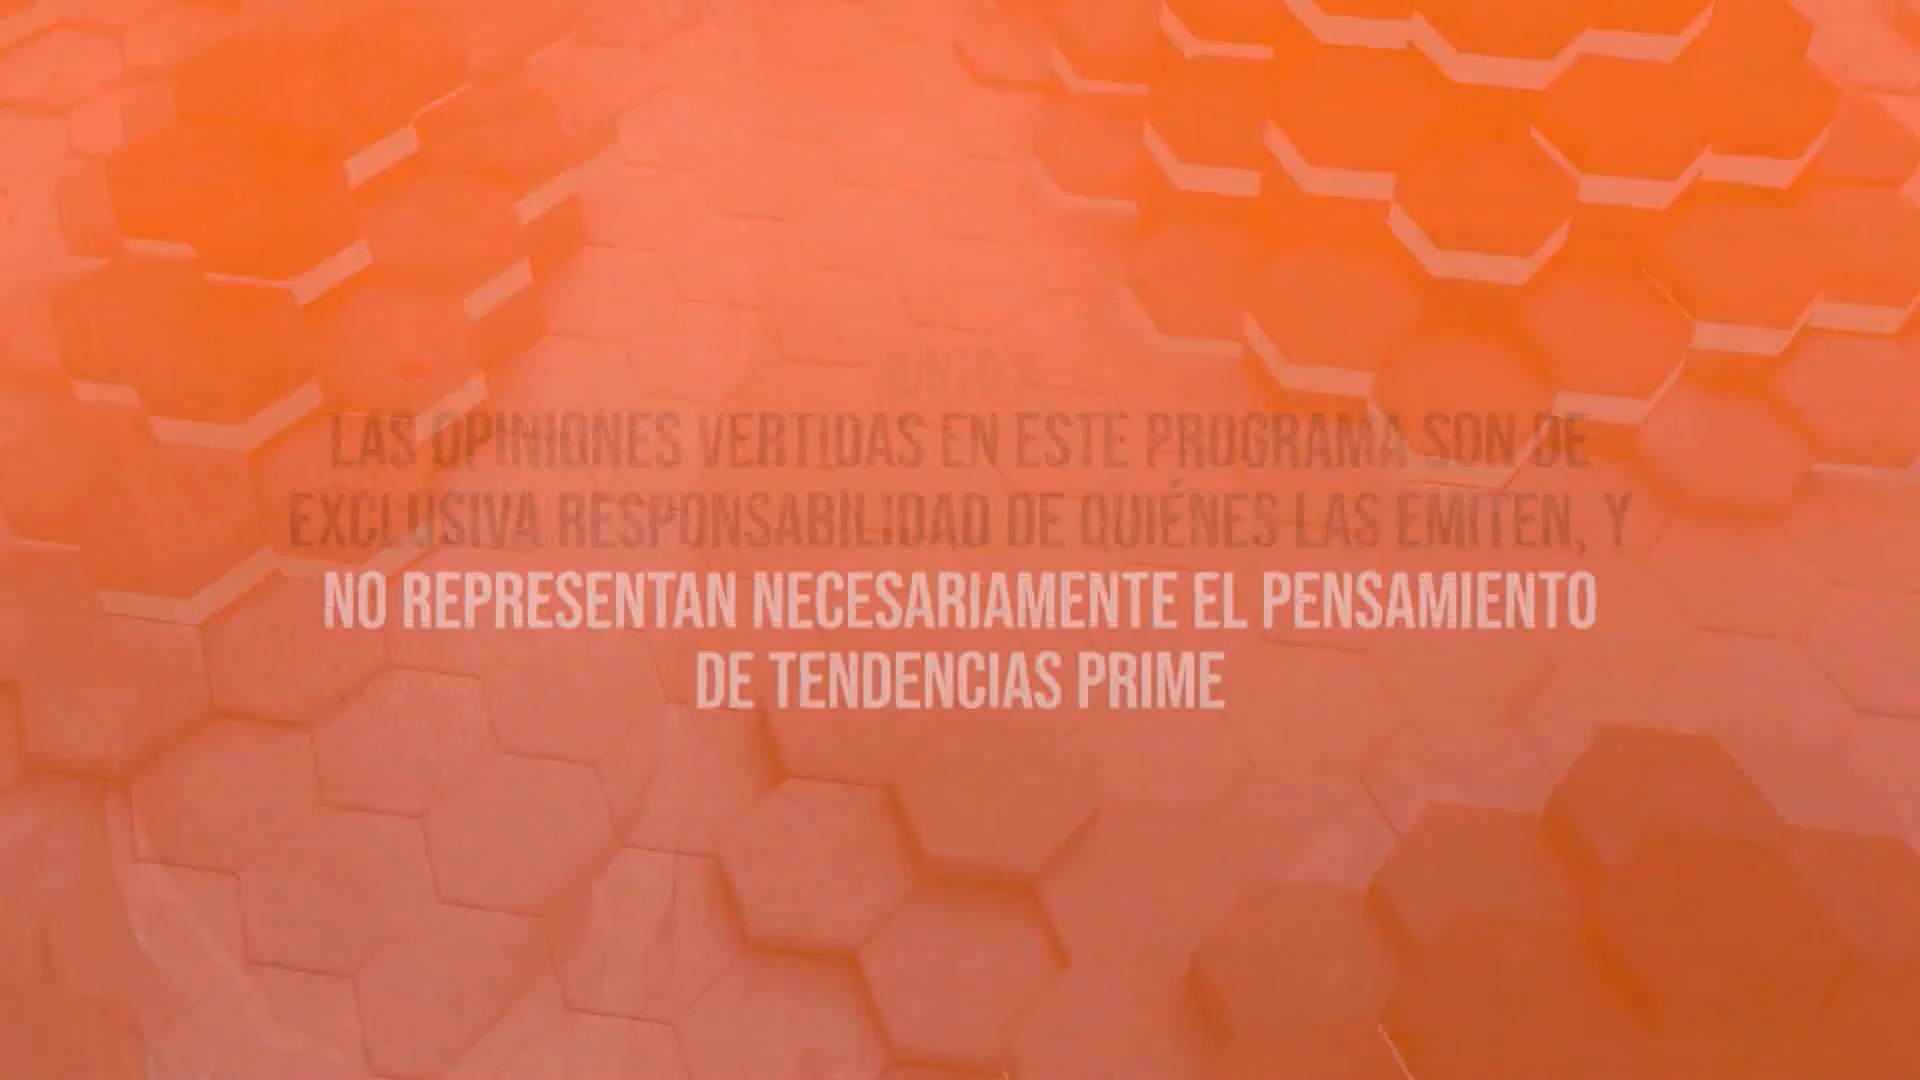 JUNTO A
LAS OPINIONES VERTIDAS EN ESTE PROGRAMA SON DE
EXCLUSIVA RESPONSABILIDAD DE QUIÉNES LAS EMITEN, Y
NO REPRESENTAN NECESARIAMENTE EL PENSAMIENTO
DE TENDENCIAS PRIME